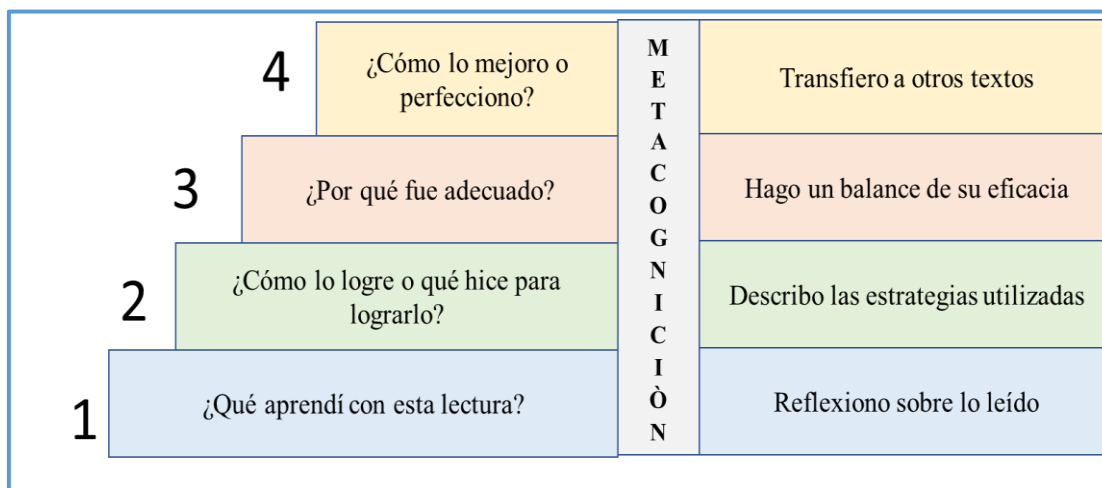 4
¿Cómo lo mejoro o
perfecciono?
Transfiero a otros textos
3
¿Por qué fue adecuado?
Hago un balance de su eficacia
2
¿Cómo lo logre o qué hice para
lograrlo?
Describo las estrategias utilizadas
1
¿Qué aprendí con esta lectura?
Reflexiono sobre lo leído
M
E
T
A
C
O
G
N
I
C
I
Ò
N